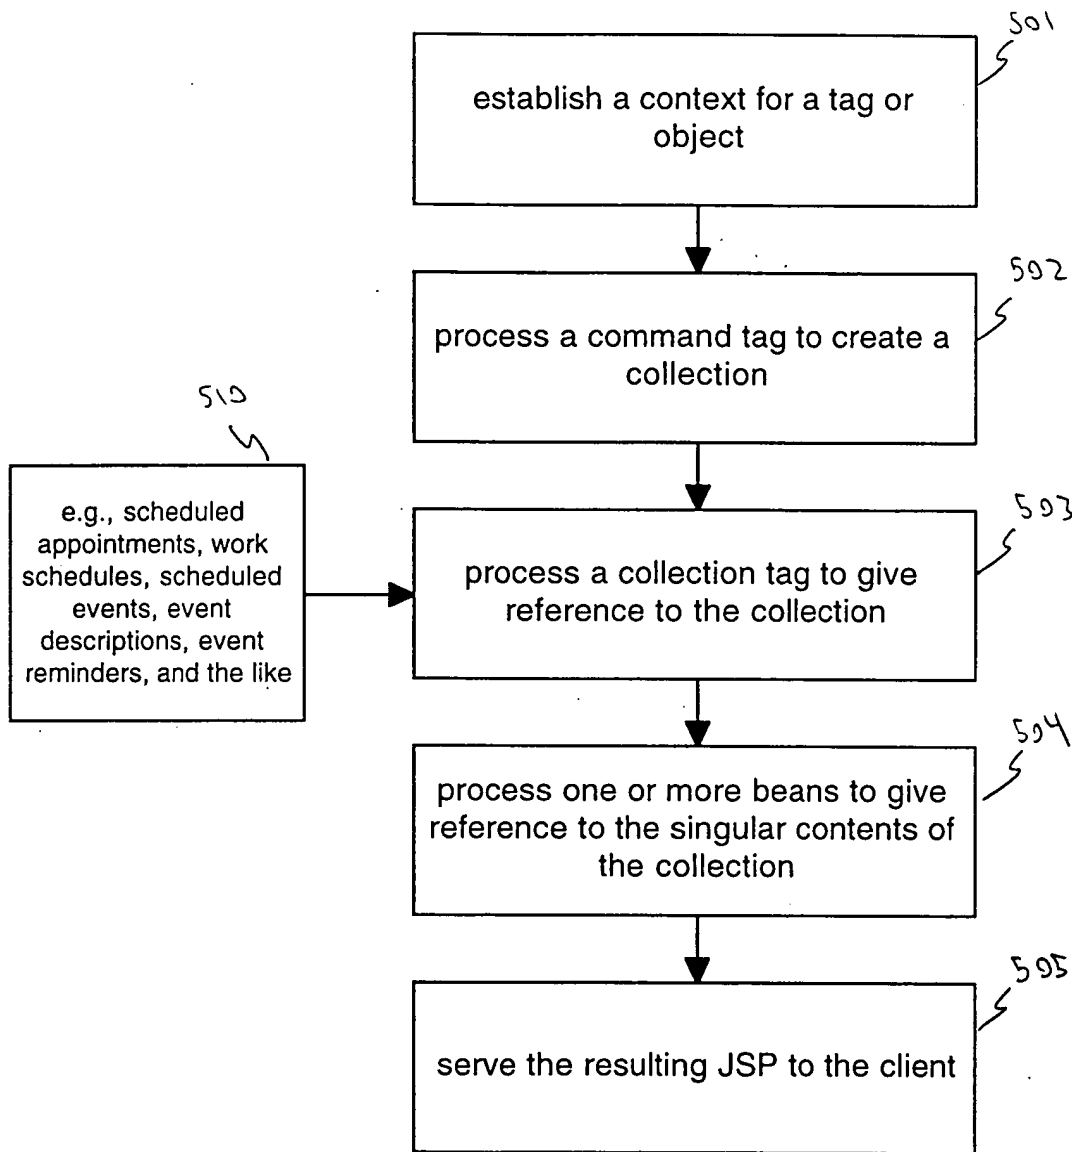 501
establish a context for a tag or
object
502
process a command tag to create a
collection
510
e.g., scheduled
appointments, work
schedules, scheduled
events, event
descriptions, event
reminders, and the like
503
process a collection tag to give
reference to the collection
504
process one or more beans to give
reference to the singular contents of
the collection
505
serve the resulting JSP to the client